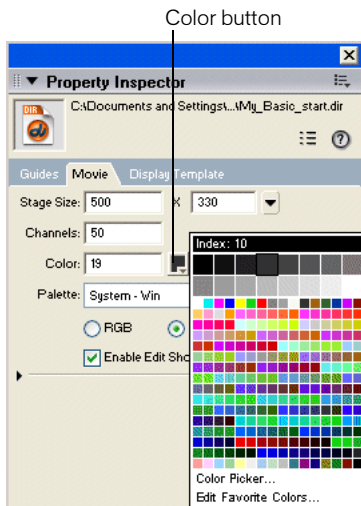 Color button
Property Inspector
DIR
C:\Documents and Settings\...\My_Basic_start.dir
Guides Movie Display Template
Stage Size: 500 X 330
Channels: 50
Index: 10
Color: 19
Palette: System - Win
RGB
Enable Edit Sho
Color Picker...
Edit Favorite Colors...